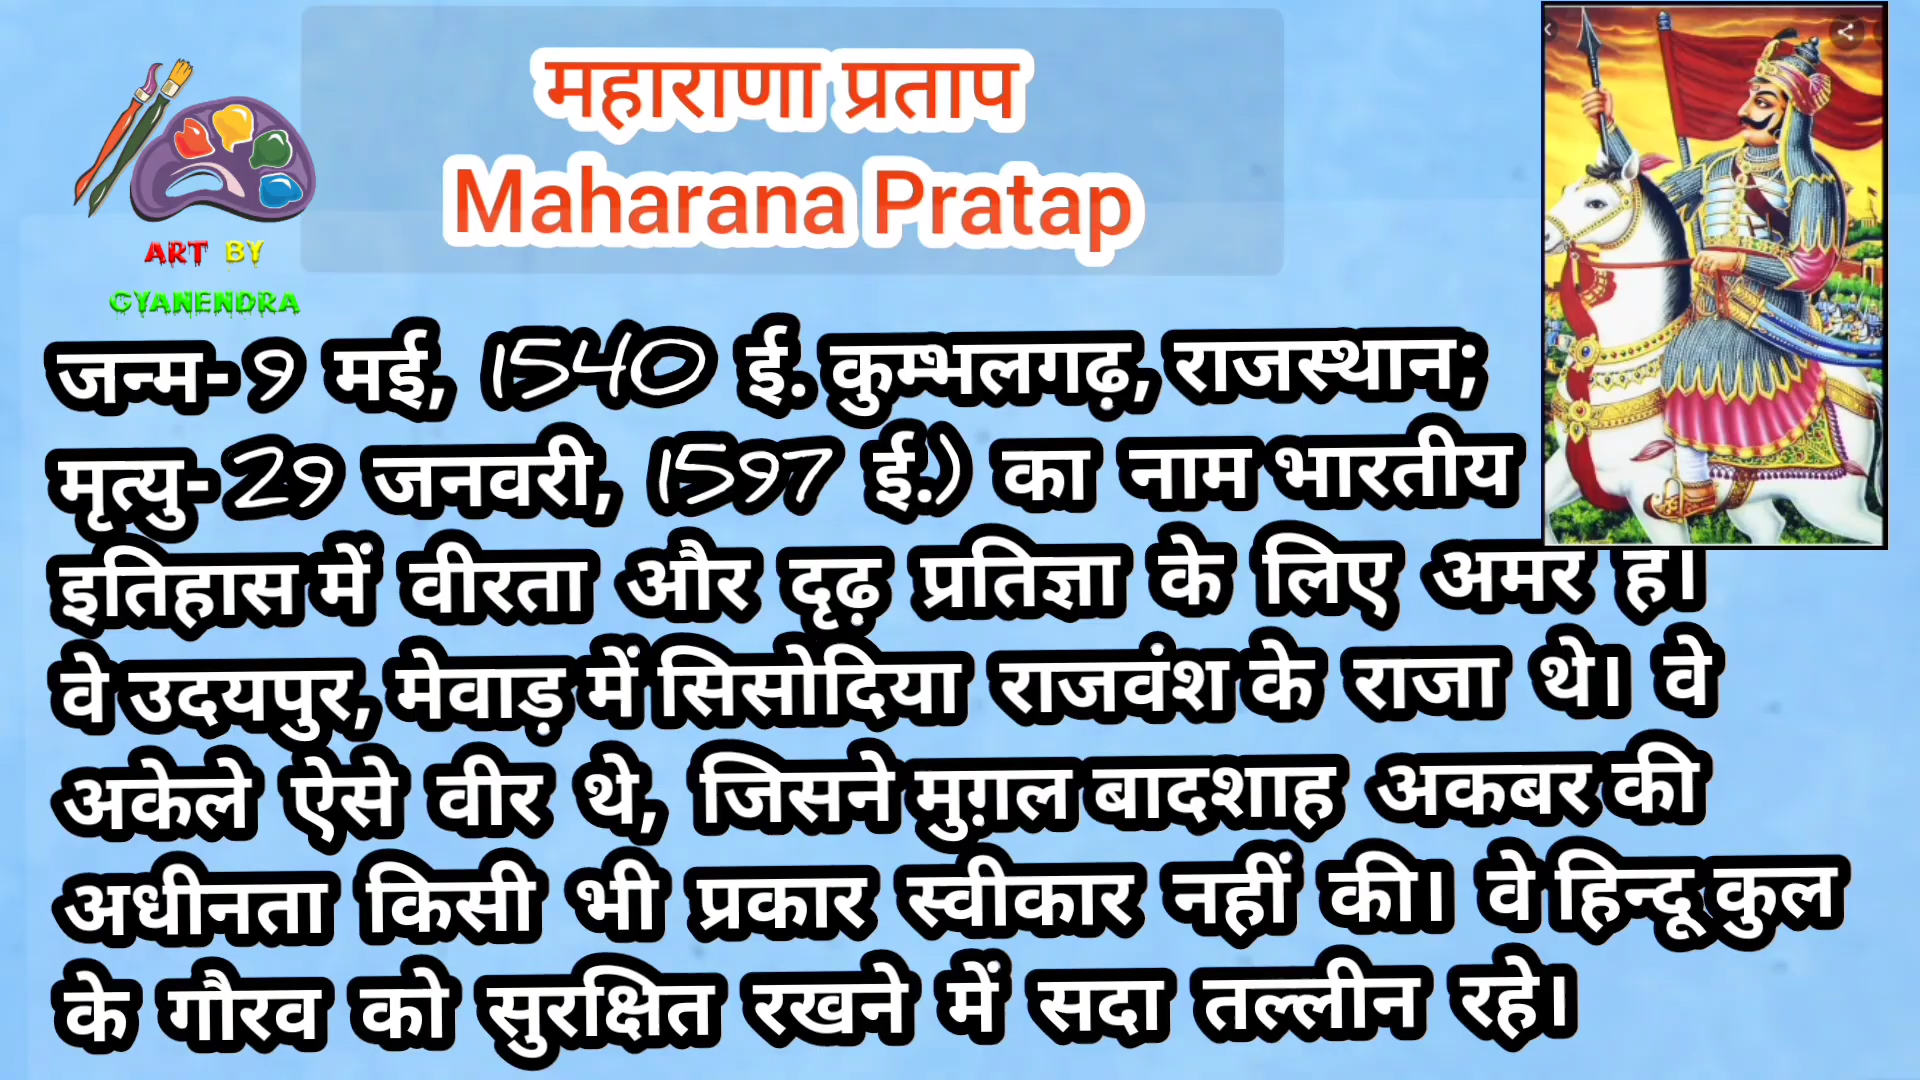 महाराणा प्रताप
Maharana Pratap
ART BY
GYANENDRA
जन्म- 9 मई, 1540 ई. कुम्भलगढ़, राजस्थान;
मृत्यु- 29 जनवरी, 1597 ई.) का नाम भारतीय
इतिहास में वीरता और दृढ़ प्रतिज्ञा के लिए अमर है।
वे उदयपुर, मेवाड़ में सिसोदिया राजवंश के राजा थे। वे
अकेले ऐसे वीर थे, जिसने मुग़ल बादशाह अकबर की
अधीनता किसी भी प्रकार स्वीकार नहीं की। वे हिन्दू कुल
के गौरव को सुरक्षित रखने में सदा तल्लीन रहे।